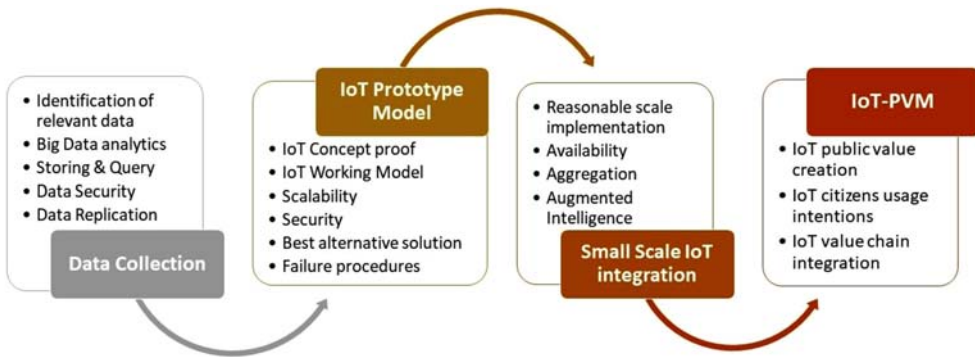 • Identification of
relevant data
• Big Data analytics
• Storing & Query
• Data Security
• Data Replication
Data Collection
IoT Prototype
Model
• IoT Concept proof
• IoT Working Model
• Scalability
• Security
• Best alternative solution
• Failure procedures
• Reasonable scale
implementation
• Availability
• Aggregation
• Augmented
Intelligence
Small Scale IoT
integration
IoT-PVM
• IoT public value
creation
• IoT citizens usage
intentions
• IoT value chain
integration